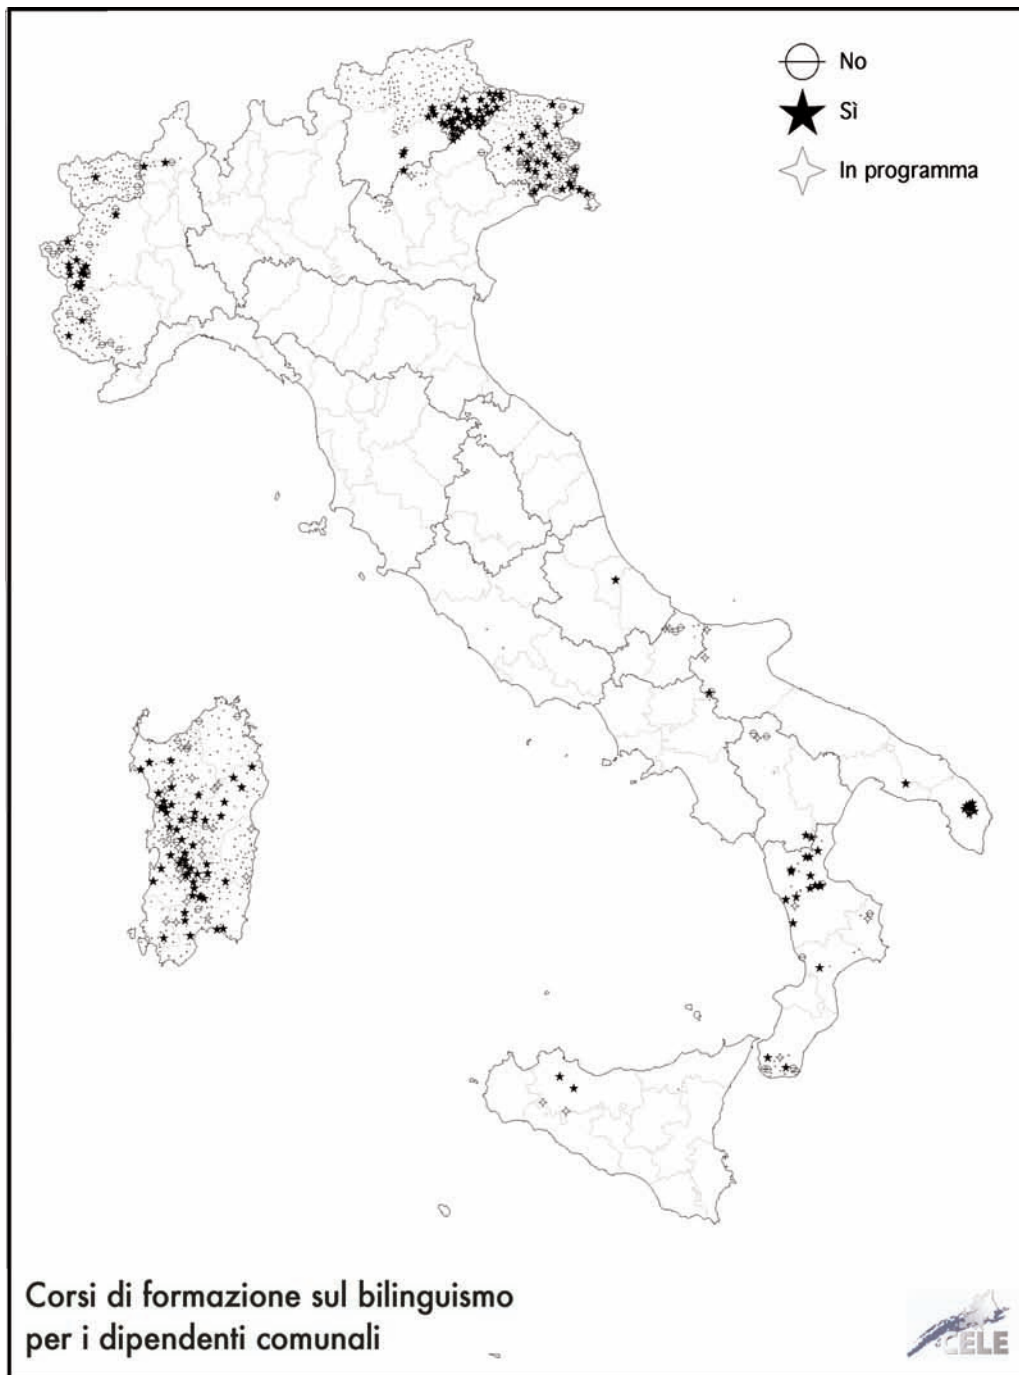 No
Sì
In programma
Corsi di formazione sul bilinguismo
per i dipendenti comunali
CELE